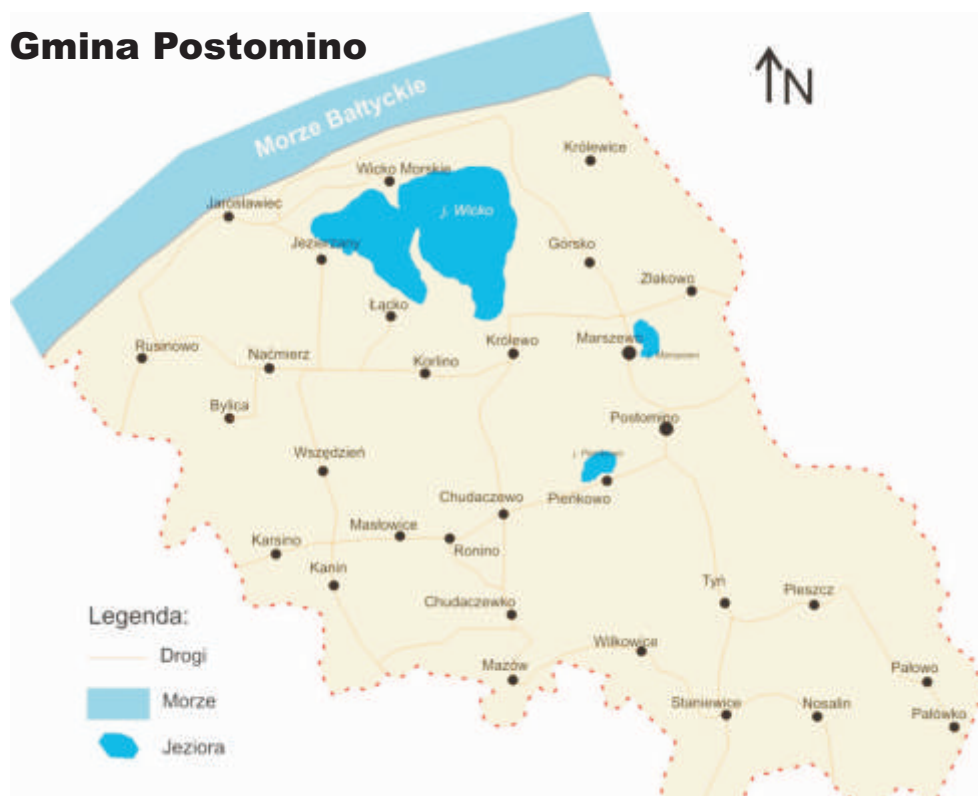 Gmina Postomino
N
Morze Bałtyckie
Królewice
Wicko Morskie
Jarosławiec
j. Wicko
Jezierzany
Górsko
Złakowo
Łącko
Rusinowo
Naćmierz
Korlino
Królewo
Marszewo
Bylica
Postomino
Wszędzień
Pieńkowo
Chudaczewo
Masłowice
Karsino
Ronino
Kanin
Tyń
Pieszcz
Chudaczewko
Wilkowice
Mazów
Pałowo
Staniewice
Nosalin
Pałówko
Legenda:
Drogi
Morze
Jeziora